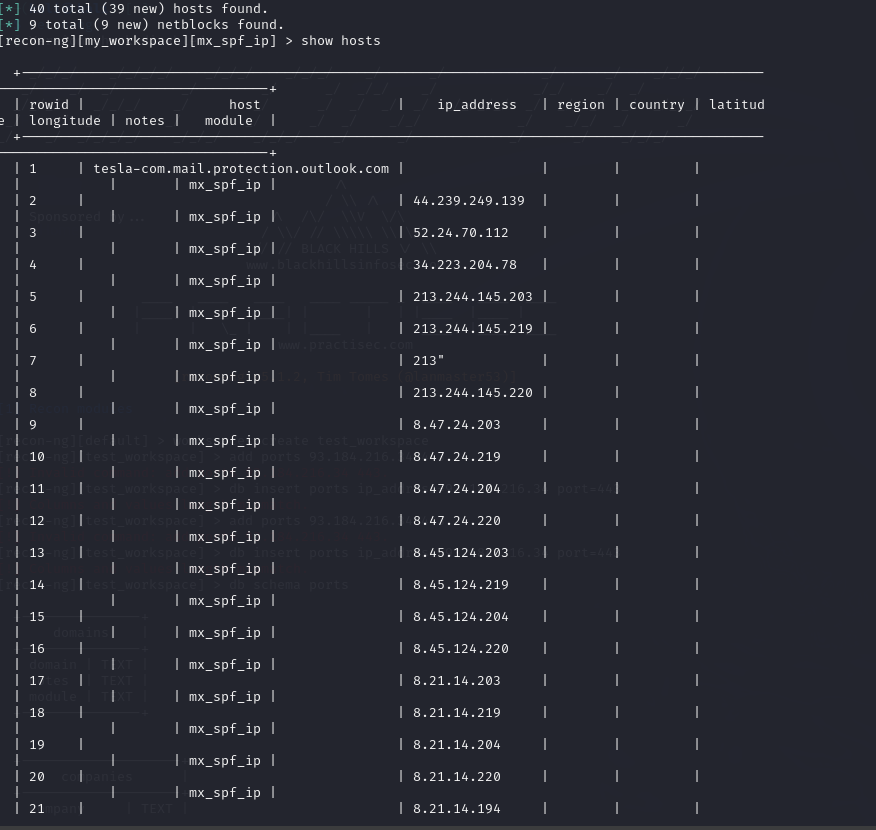 [*] 40 total (39 new) hosts found.
[*] 9 total (9 new) netblocks found.
[recon-ng][my_workspace][mx_spf_ip] > show hosts
| rowid | host | ip_address | region | country | latitud
e | longitude | notes | module |
| 1 | tesla-com.mail.protection.outlook.com | | | |
| | | mx_spf_ip |
| 2 | | 44.239.249.139 | | |
| | | mx_spf_ip |
| 3 | | 52.24.70.112 | | |
| | | mx_spf_ip |
| 4 | | 34.223.204.78 | | |
| | | mx_spf_ip |
| 5 | | 213.244.145.203 | | |
| | | mx_spf_ip |
| 6 | | 213.244.145.219 | | |
| | | mx_spf_ip |
| 7 | | 213" | | |
| | | mx_spf_ip |
| 8 | | 213.244.145.220 | | |
| | | mx_spf_ip |
| 9 | | 8.47.24.203 | | |
| | | mx_spf_ip |
| 10 | | 8.47.24.219 | | |
| | | mx_spf_ip |
| 11 | | 8.47.24.204 | | |
| | | mx_spf_ip |
| 12 | | 8.47.24.220 | | |
| | | mx_spf_ip |
| 13 | | 8.45.124.203 | | |
| | | mx_spf_ip |
| 14 | | 8.45.124.219 | | |
| | | mx_spf_ip |
| 15 | | 8.45.124.204 | | |
| | | mx_spf_ip |
| 16 | | 8.45.124.220 | | |
| | | mx_spf_ip |
| 17 | | 8.21.14.203 | | |
| | | mx_spf_ip |
| 18 | | 8.21.14.219 | | |
| | | mx_spf_ip |
| 19 | | 8.21.14.204 | | |
| | | mx_spf_ip |
| 20 | | 8.21.14.220 | | |
| | | mx_spf_ip |
| 21 | | 8.21.14.194 | | |